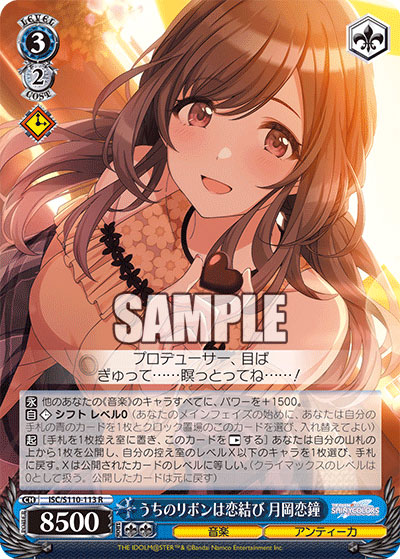 LEVEL
3
2
COST
SAMPLE
プロデューサー、目ば
ぎゅって……瞑っとってね……!
永 他のあなたの《音楽》のキャラすべてに、パワーを+1500。
自 シフト レベル0 (あなたのメインフェイズの始めに、あなたは自分
の手札の青のカードを1枚とクロック置場のこのカードを選び、入れ替えてよい)
起 [手札を1枚控え室に置き、このカードを する] あなたは自分の山札の上
から1枚を公開し、自分の控え室のレベルX以下のキャラを1枚選び、手札
に戻す。Xは公開されたカードのレベルに等しい。(クライマックスのレベルは0
として扱う。公開したカードは元に戻す)
ISC/S110-113 R
うちのリボンは恋結び 月岡恋鐘
THE IDOLM@STER
SHINYCOLORS
8500
音楽
アンティーカ
THE IDOLM@STER™ & ©Bandai Namco Entertainment Inc.